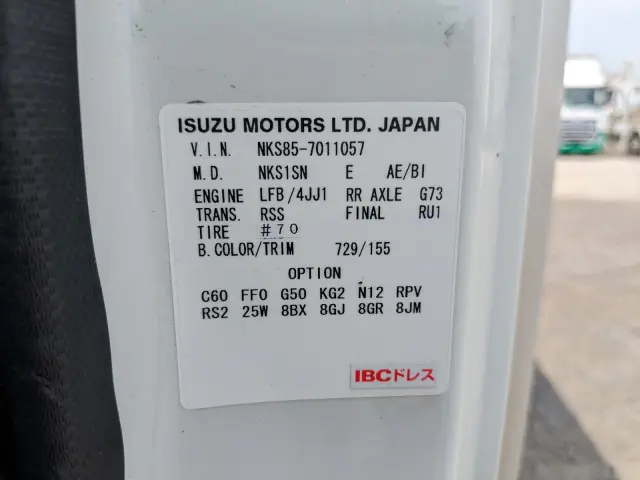 ISUZU MOTORS LTD. JAPAN
V.I.N. NKS85-7011057
M.D. NKS1SN E AE/BI
ENGINE LFB/4JJ1 RR AXLE G73
TRANS. RSS FINAL RU1
TIRE #70
B.COLOR/TRIM 729/155
OPTION
C60 FF0 G50 KG2 N12 RPV
RS2 25W 8BX 8GJ 8GR 8JM
IBCドレス